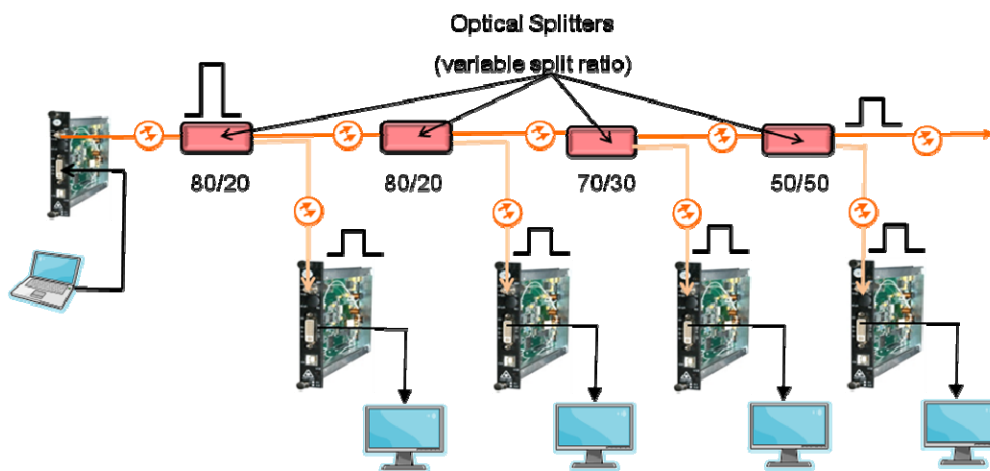 Optical Splitters
(variable split ratio)
80/20
80/20
70/30
50/50